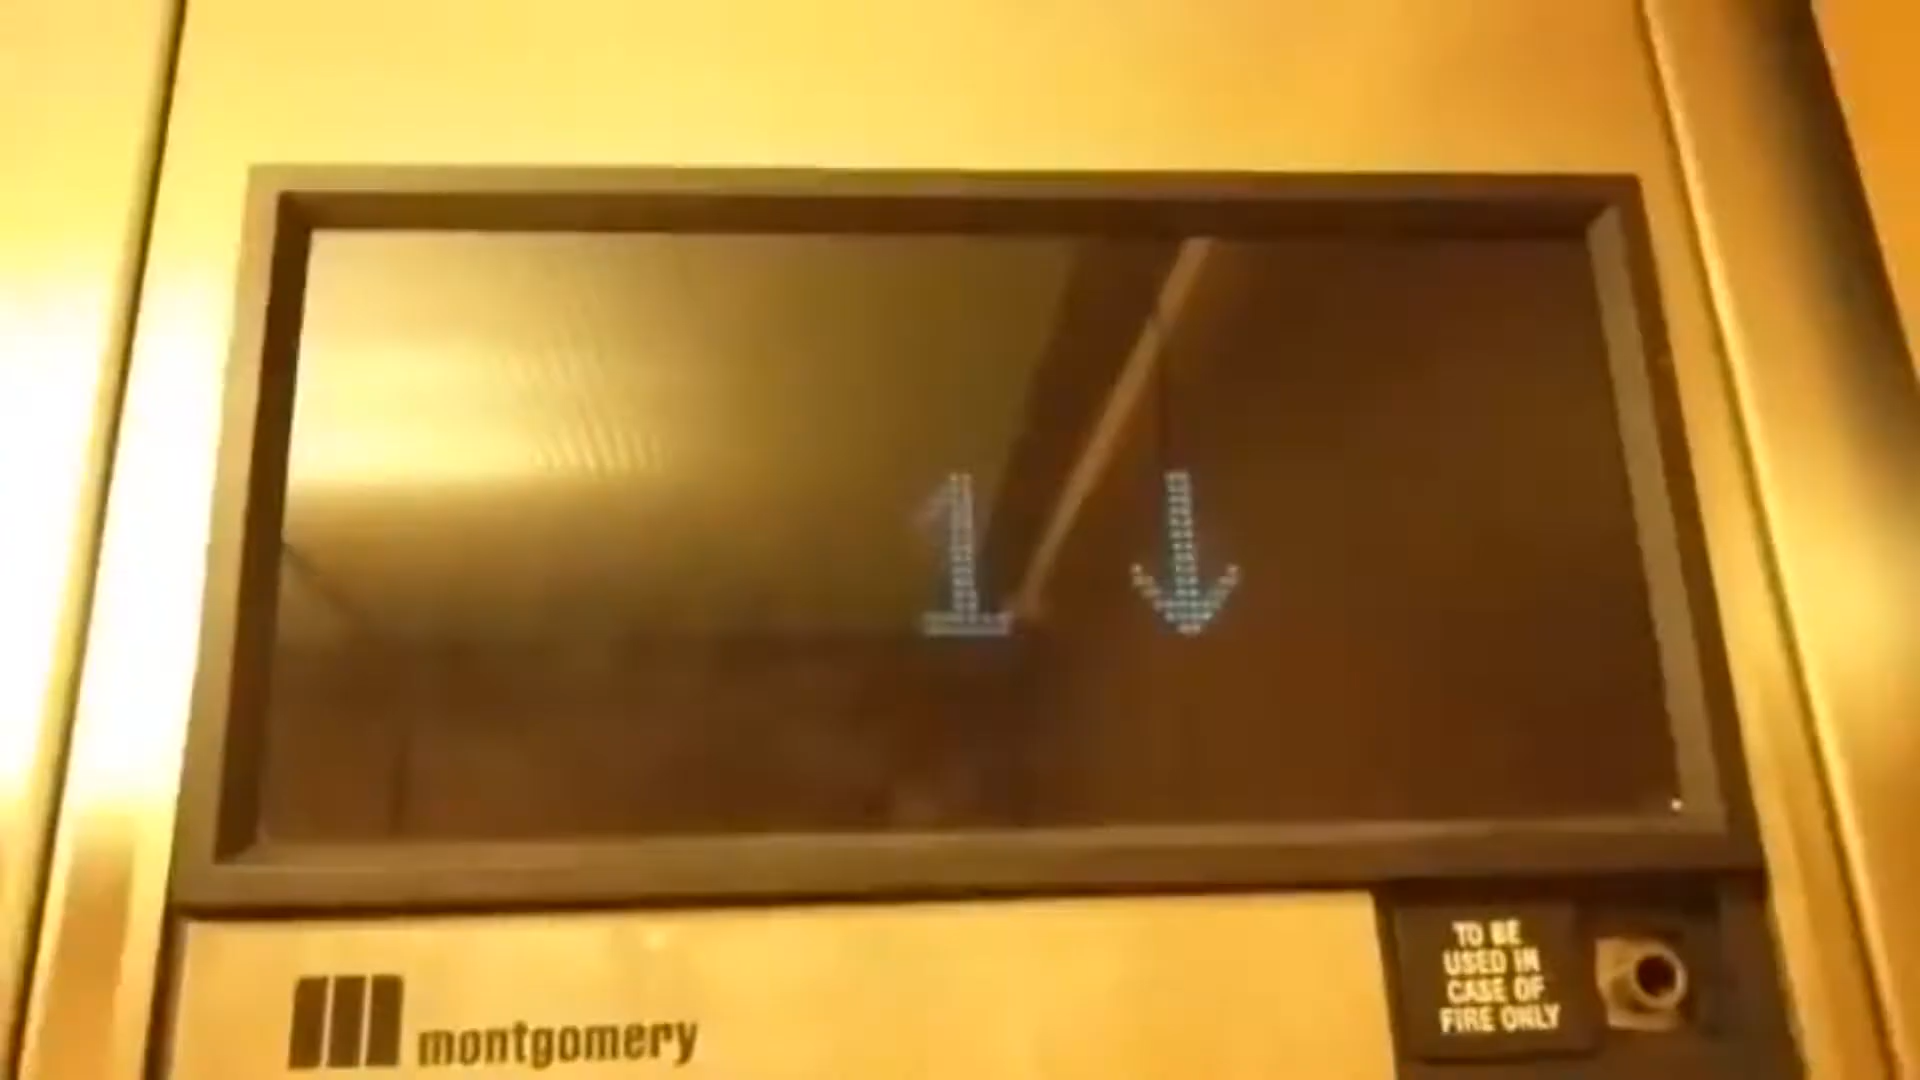 1 ↓
montgomery
TO BE
USED IN
CASE OF
FIRE ONLY